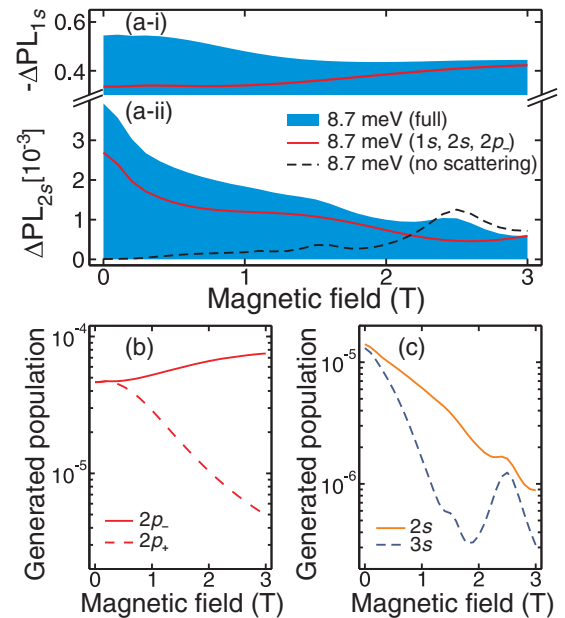 0.6
0.4
-ΔPL1s
(a-i)
(a-ii)
8.7 meV (full)
8.7 meV (1s, 2s, 2p-)
8.7 meV (no scattering)
3
2
1
0
ΔPL2s[10-3]
0 1 2 3
Magnetic field (T)
(b)
10-4
10-5
Generated population
2p-
2p+
0 1 2 3
Magnetic field (T)
(c)
10-5
10-6
Generated population
2s
3s
0 1 2 3
Magnetic field (T)